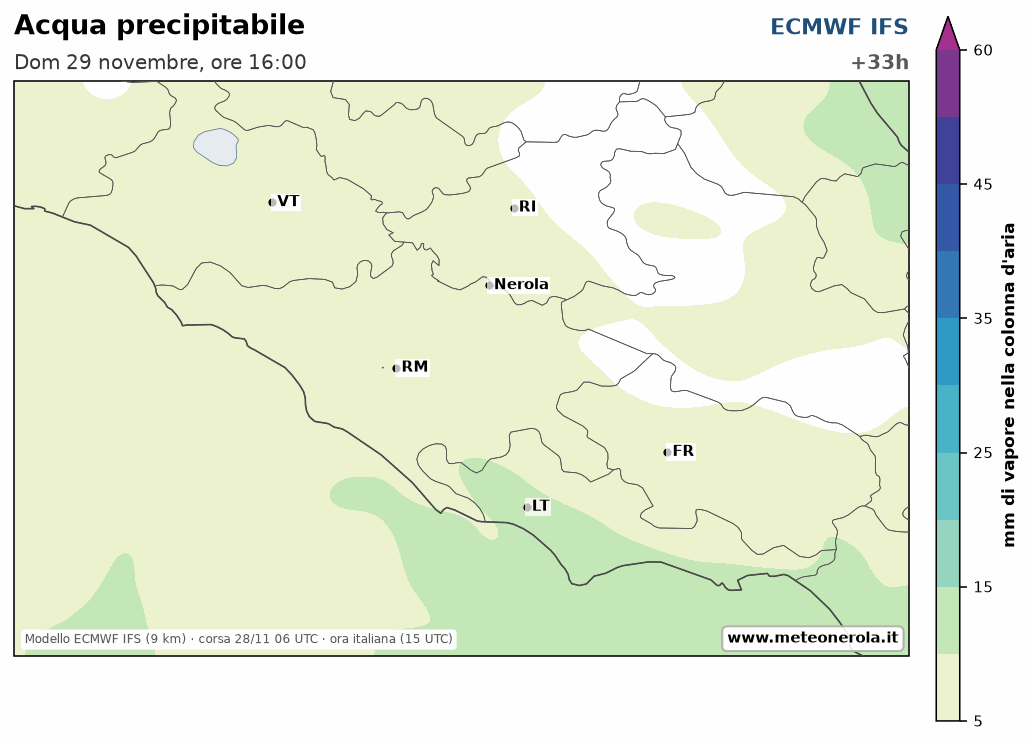 Acqua precipitabile
ECMWF IFS
Dom 29 novembre, ore 16:00
+33h
60
45
35
25
15
5
mm di vapore nella colonna d'aria
VT
RI
Nerola
RM
FR
LT
Modello ECMWF IFS (9 km) · corsa 28/11 06 UTC · ora italiana (15 UTC)
www.meteonerola.it